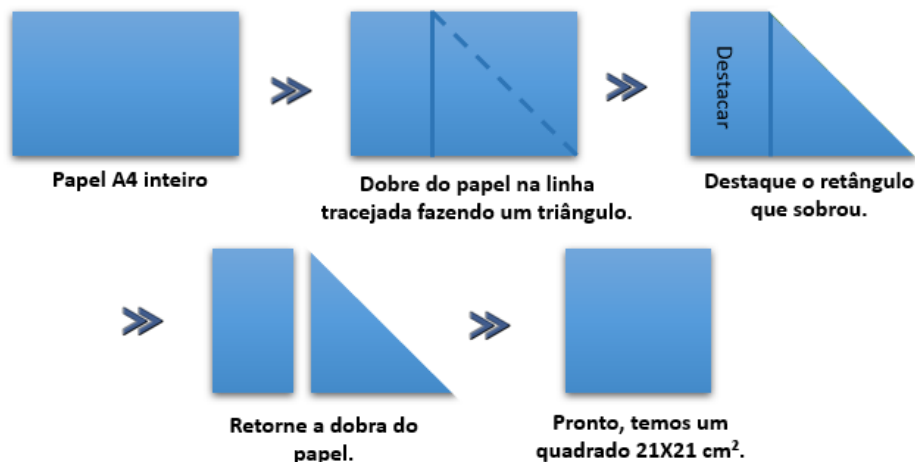 Destacar
Papel A4 inteiro
Dobre do papel na linha
tracejada fazendo um triângulo.
Destaque o retângulo
que sobrou.
Retorne a dobra do
papel.
Pronto, temos um
quadrado 21X21 cm².